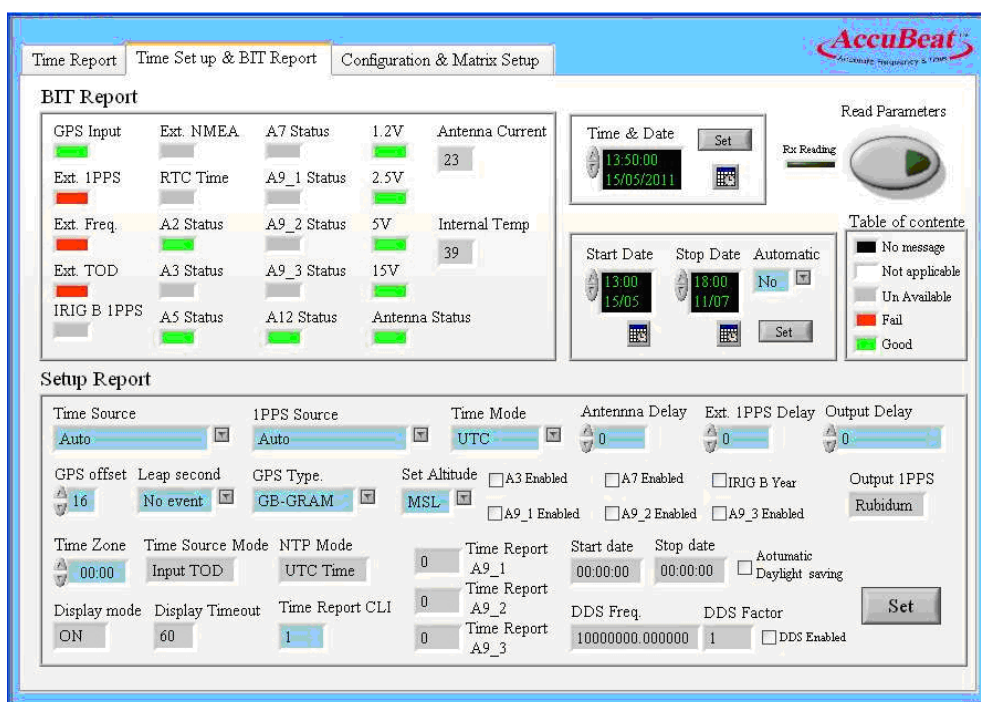 AccuBeat
Accurate Frequency & Time
Time Report
Time Set up & BIT Report
Configuration & Matrix Setup
BIT Report
GPS Input
Ext. NMEA
A7 Status
1.2V
Antenna Current
23
Ext. 1PPS
RTC Time
A9_1 Status
2.5V
Ext. Freq.
A2 Status
A9_2 Status
5V
Internal Temp
39
Ext. TOD
A3 Status
A9_3 Status
15V
IRIG B 1PPS
A5 Status
A12 Status
Antenna Status
Time & Date
Set
13:50:00
15/05/2011
Rx Reading
Read Parameters
Start Date
Stop Date
Automatic
13:00
15/05
18:00
11/07
No
Set
Table of contente
No message
Not applicable
Un Available
Fail
Good
Setup Report
Time Source
1PPS Source
Time Mode
Antennna Delay
Ext. 1PPS Delay
Output Delay
Auto
Auto
UTC
0
0
0
GPS offset
Leap second
GPS Type.
Set Altitude
A3 Enabled
A7 Enabled
IRIG B Year
Output 1PPS
16
No event
GB-GRAM
MSL
A9_1 Enabled
A9_2 Enabled
A9_3 Enabled
Rubidum
Time Zone
Time Source Mode
NTP Mode
00:00
Input TOD
UTC Time
0
Time Report
A9_1
0
Time Report
A9_2
0
Time Report
A9_3
Start date
Stop date
00:00:00
00:00:00
Aotumatic
Daylight saving
Display mode
Display Timeout
Time Report CLI
ON
60
1
DDS Freq.
DDS Factor
10000000.000000
1
DDS Enabled
Set